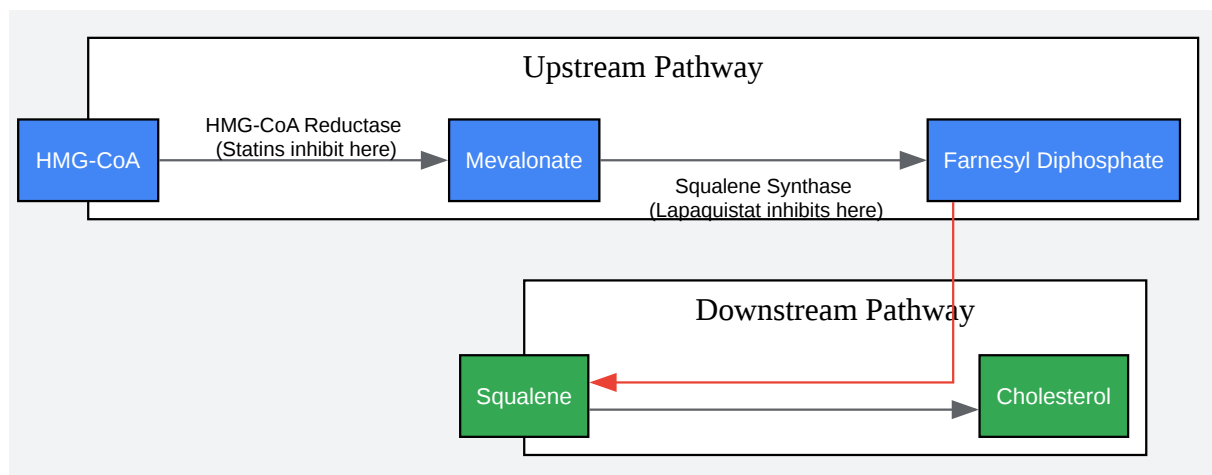 Upstream Pathway
HMG-CoA
HMG-CoA Reductase
(Statins inhibit here)
Mevalonate
Squalene Synthase
(Lapaquistat inhibits here)
Farnesyl Diphosphate
Downstream Pathway
Squalene
Cholesterol